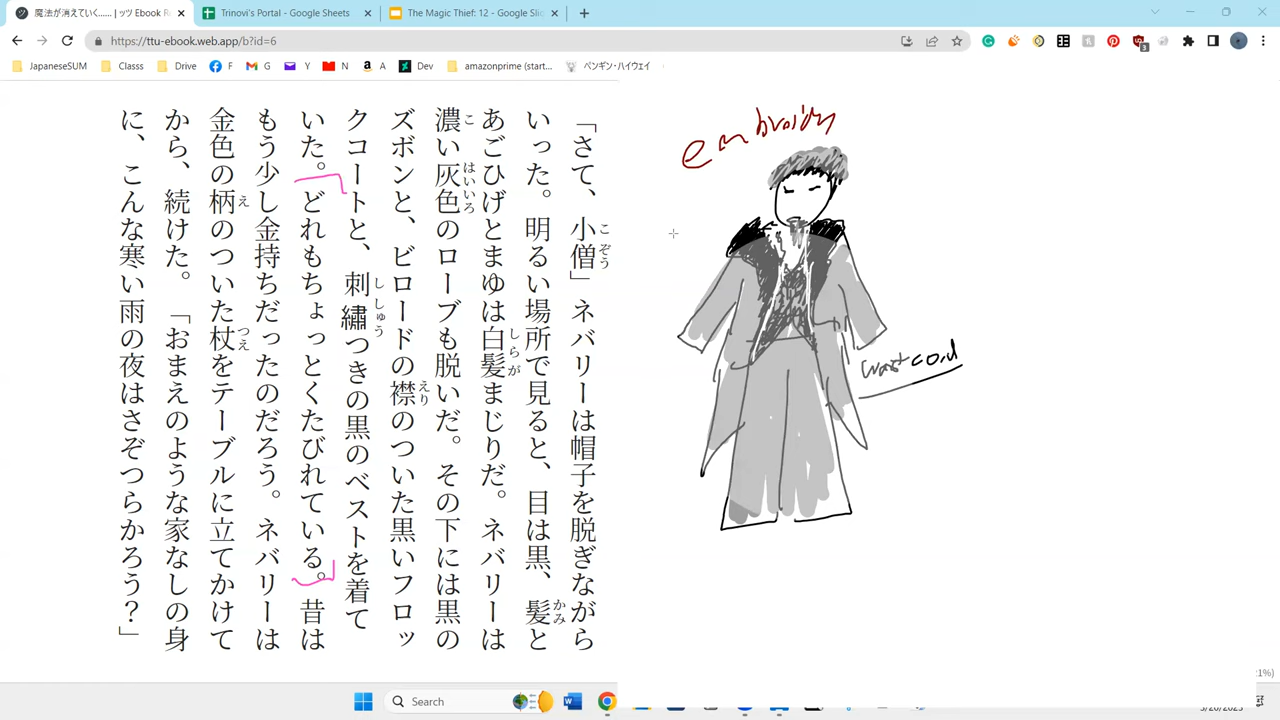 魔法が消えていく…… | ッツ Ebook R
Trinovi's Portal - Google Sheets
The Magic Thief: 12 - Google Slid
https://ttu-ebook.web.app/b?id=6
JapaneseSUM
Classs
Drive
F
G
Y
N
A
Dev
amazonprime (start...
ペンギン・ハイウェイ
「さて、小僧」ネバリーは帽子を脱ぎながら
いった。明るい場所で見ると、目は黒、髪と
あごひげとまゆは白髪まじりだ。ネバリーは
濃い灰色のローブも脱いだ。その下には黒の
ズボンと、ビロードの襟のついた黒いフロッ
クコートと、刺繡つきの黒のベストを着て
いた。どれもちょっとくたびれている。昔は
もう少し金持ちだったのだろう。ネバリーは
金色の柄のついた杖をテーブルに立てかけて
から、続けた。「おまえのような家なしの身
に、こんな寒い雨の夜はさぞつらかろう？」
Search